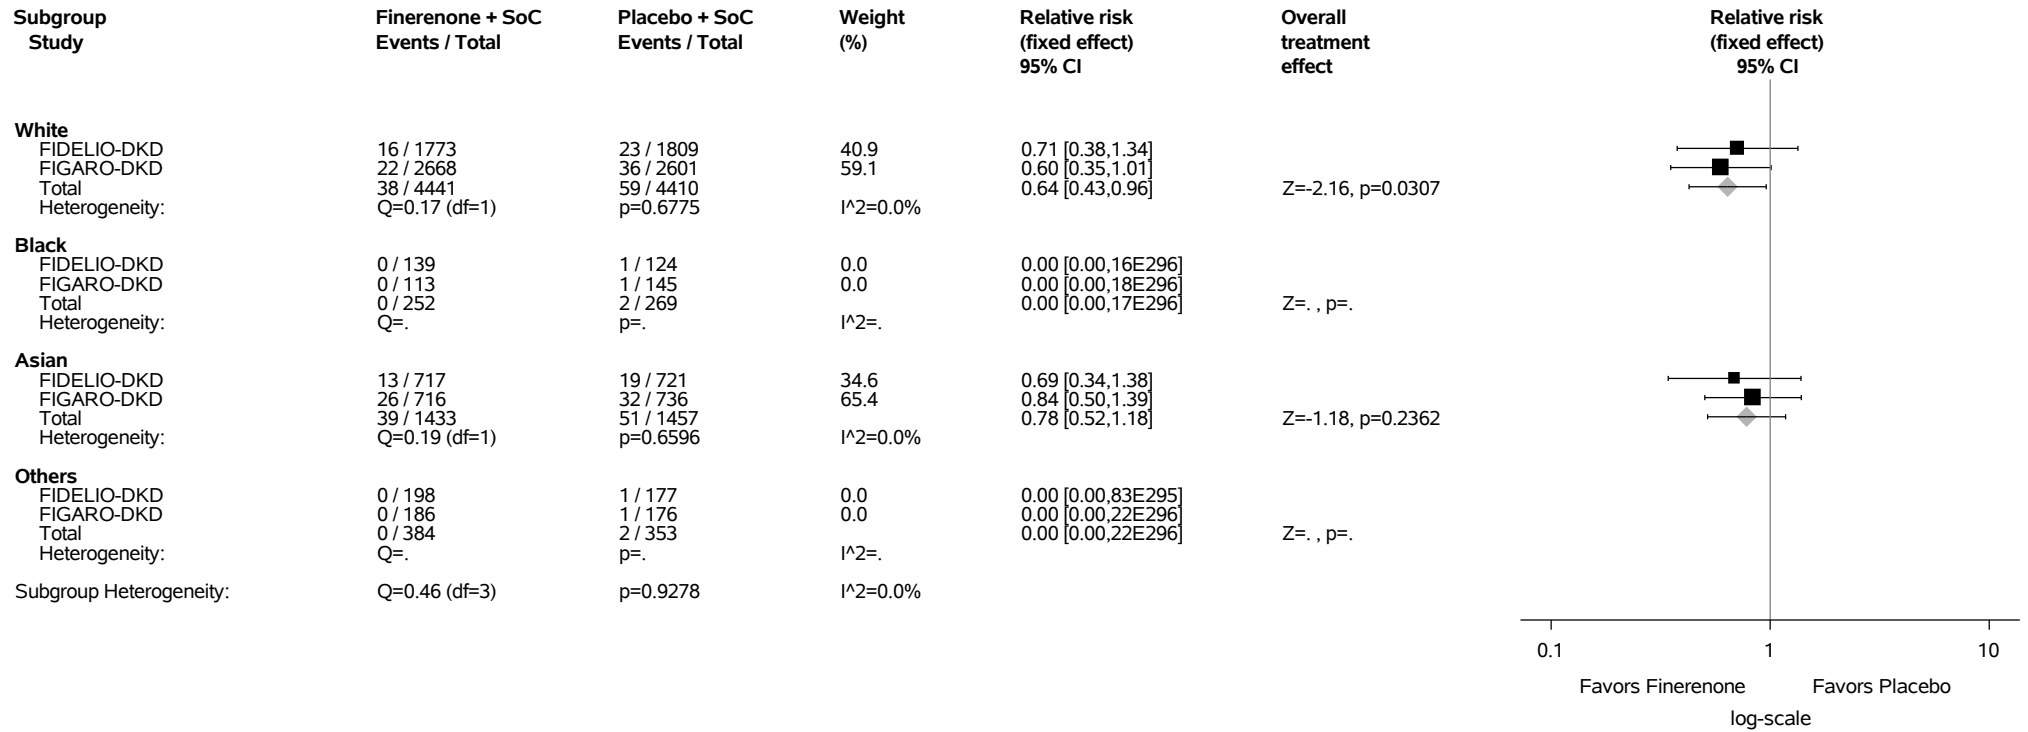 Subgroup Finerenone + SoC Placebo + SoC Weight Relative risk Overall Relative risk
Study Events / Total Events / Total (%) (fixed effect) treatment (fixed effect)
95% CI effect 95% CI
White
FIDELIO-DKD 16 / 1773 23 / 1809 40.9 0.71 [0.38,1.34]
FIGARO-DKD 22 / 2668 36 / 2601 59.1 0.60 [0.35,1.01]
Total 38 / 4441 59 / 4410 0.64 [0.43,0.96] Z=-2.16, p=0.0307
Heterogeneity: Q=0.17 (df=1) p=0.6775 I^2=0.0%
Black
FIDELIO-DKD 0 / 139 1 / 124 0.0 0.00 [0.00,16E296]
FIGARO-DKD 0 / 113 1 / 145 0.0 0.00 [0.00,18E296]
Total 0 / 252 2 / 269 0.00 [0.00,17E296] Z=. , p=.
Heterogeneity: Q=. p=. I^2=.
Asian
FIDELIO-DKD 13 / 717 19 / 721 34.6 0.69 [0.34,1.38]
FIGARO-DKD 26 / 716 32 / 736 65.4 0.84 [0.50,1.39]
Total 39 / 1433 51 / 1457 0.78 [0.52,1.18] Z=-1.18, p=0.2362
Heterogeneity: Q=0.19 (df=1) p=0.6596 I^2=0.0%
Others
FIDELIO-DKD 0 / 198 1 / 177 0.0 0.00 [0.00,83E295]
FIGARO-DKD 0 / 186 1 / 176 0.0 0.00 [0.00,22E296]
Total 0 / 384 2 / 353 0.00 [0.00,22E296] Z=. , p=.
Heterogeneity: Q=. p=. I^2=.
Subgroup Heterogeneity: Q=0.46 (df=3) p=0.9278 I^2=0.0%
0.1 1 10
Favors Finerenone Favors Placebo
log-scale